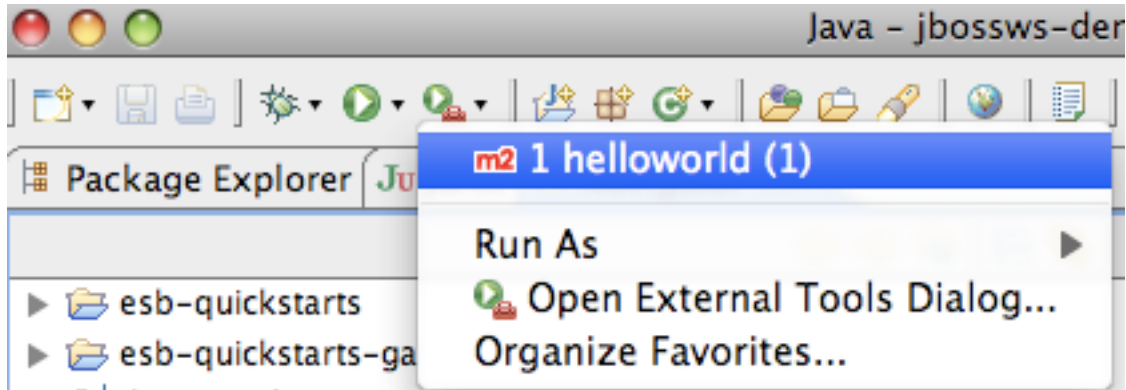 Java – jbossws-der
Package Explorer Ju
m2 1 helloworld (1)
Run As
Open External Tools Dialog...
Organize Favorites...
esb-quickstarts
esb-quickstarts-ga